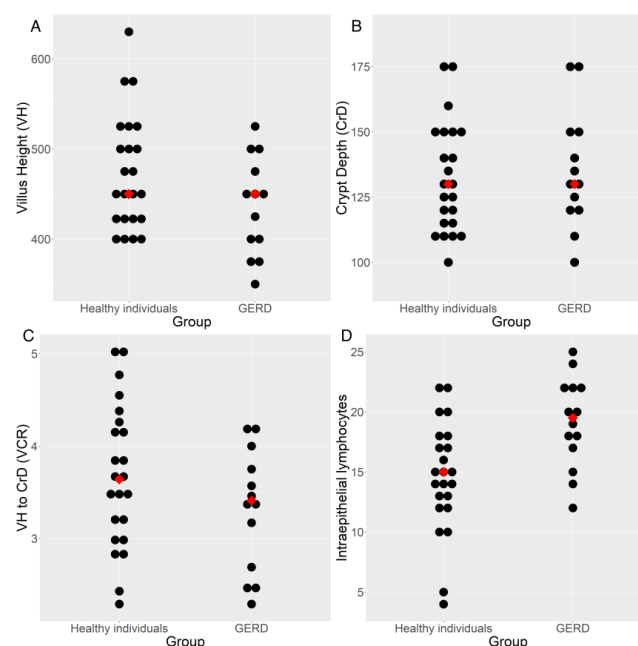 A
Villus Height (VH)
600
500
400
Healthy individuals
GERD
Group
B
Crypt Depth (CrD)
175
150
125
100
Healthy individuals
GERD
Group
C
VH to CrD (VCR)
5
4
3
Healthy individuals
GERD
Group
D
Intraepithelial lymphocytes
25
20
15
10
5
Healthy individuals
GERD
Group